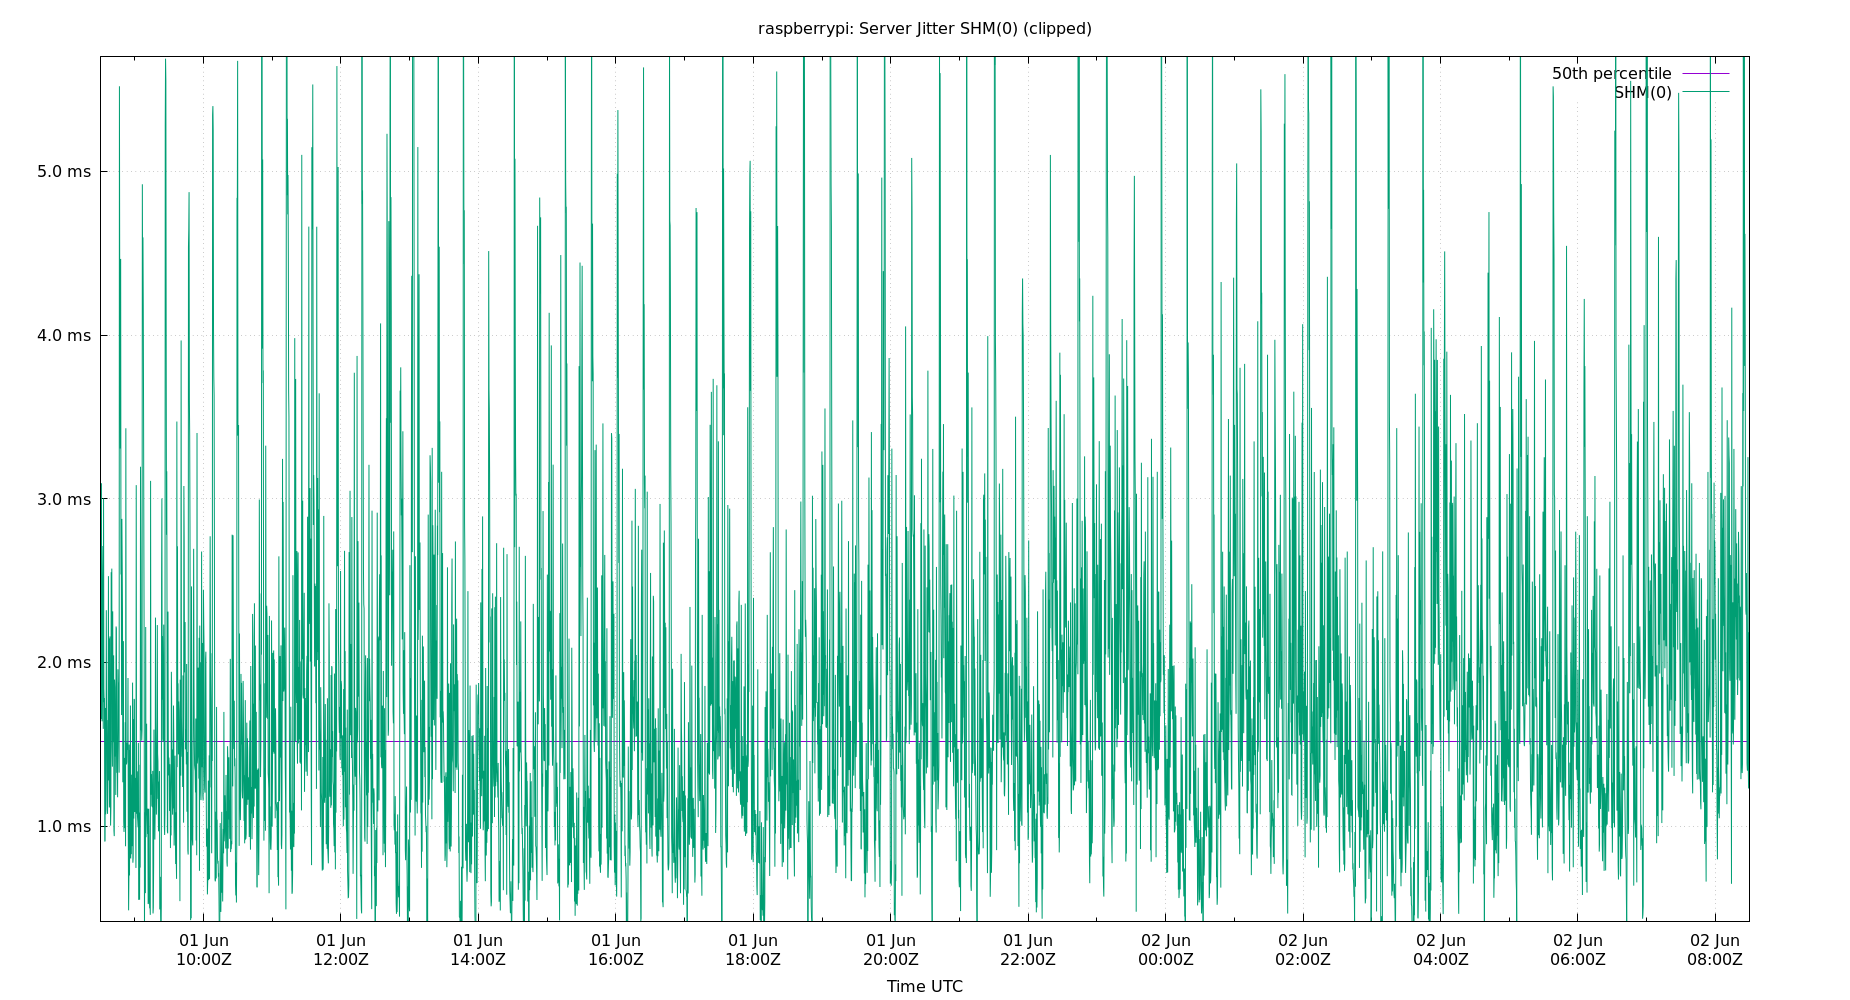 raspberrypi: Server Jitter SHM(0) (clipped)
50th percentile
SHM(0)
5.0 ms
4.0 ms
3.0 ms
2.0 ms
1.0 ms
01 Jun 01 Jun 01 Jun 01 Jun 01 Jun 01 Jun 01 Jun 02 Jun 02 Jun 02 Jun 02 Jun 02 Jun
10:00Z 12:00Z 14:00Z 16:00Z 18:00Z 20:00Z 22:00Z 00:00Z 02:00Z 04:00Z 06:00Z 08:00Z
Time UTC